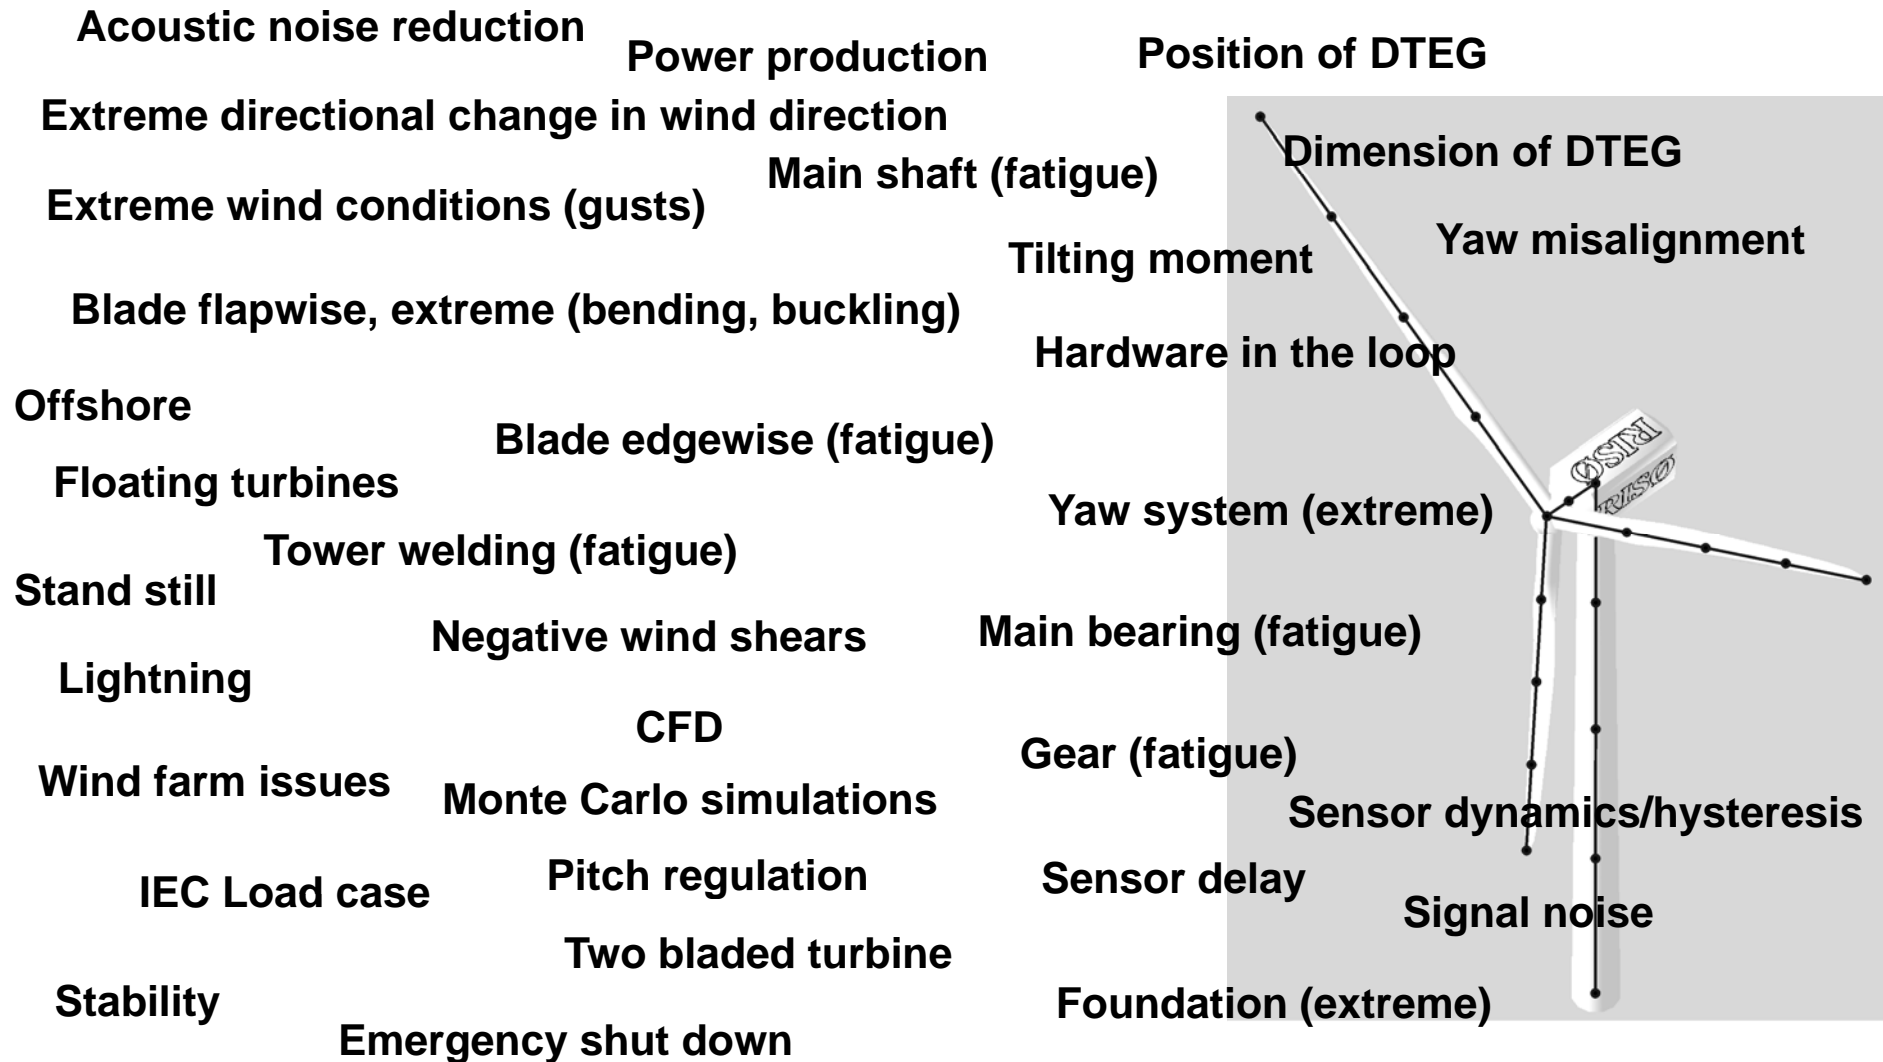 Acoustic noise reduction
Power production
Position of DTEG
Extreme directional change in wind direction
Dimension of DTEG
Main shaft (fatigue)
Extreme wind conditions (gusts)
Yaw misalignment
Tilting moment
Blade flapwise, extreme (bending, buckling)
Hardware in the loop
Offshore
Blade edgewise (fatigue)
RISØ
RISØ
Floating turbines
Yaw system (extreme)
Tower welding (fatigue)
Stand still
Negative wind shears
Main bearing (fatigue)
Lightning
CFD
Gear (fatigue)
Wind farm issues
Monte Carlo simulations
Sensor dynamics/hysteresis
Pitch regulation
Sensor delay
IEC Load case
Signal noise
Two bladed turbine
Stability
Foundation (extreme)
Emergency shut down